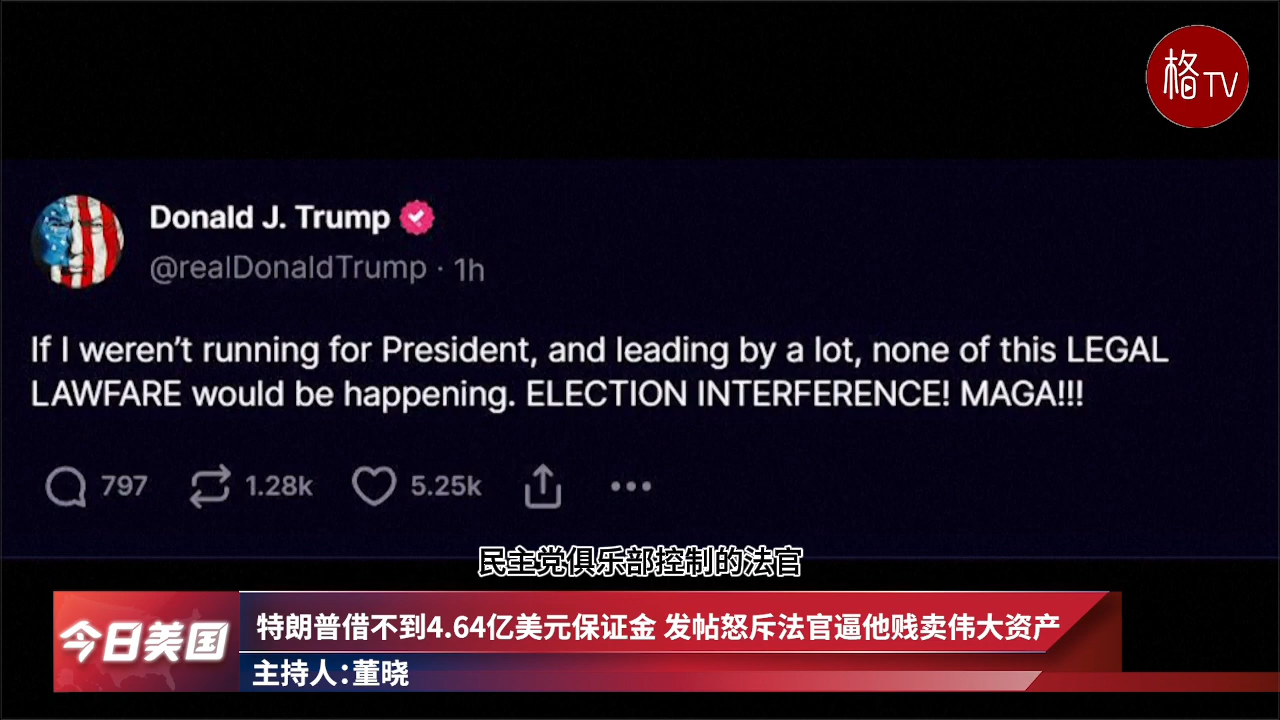 格TV
Donald J. Trump
@realDonaldTrump · 1h
If I weren’t running for President, and leading by a lot, none of this LEGAL
LAWFARE would be happening. ELECTION INTERFERENCE! MAGA!!!
797 1.28k 5.25k
民主党俱乐部控制的法官
今日美国
特朗普借不到4.64亿美元保证金 发帖怒斥法官逼他贱卖伟大资产
主持人：董晓